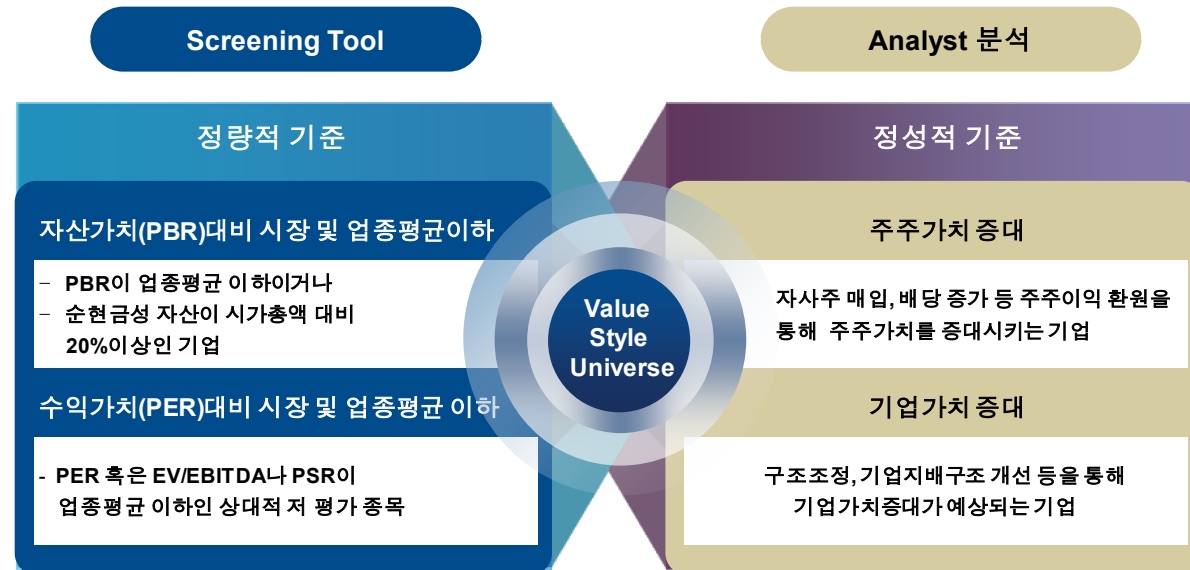 Screening Tool
정량적 기준
자산가치(PBR)대비 시장 및 업종평균이하
– PBR이 업종평균 이하이거나
– 순현금성 자산이 시가총액 대비
20%이상인 기업
수익가치(PER)대비 시장 및 업종평균 이하
- PER 혹은 EV/EBITDA나 PSR이
업종평균 이하인 상대적 저 평가 종목
Value
Style
Universe
Analyst 분석
정성적 기준
주주가치 증대
자사주 매입, 배당 증가 등 주주이익 환원을
통해 주주가치를 증대시키는 기업
기업가치 증대
구조조정, 기업지배구조 개선 등을 통해
기업가치증대가 예상되는 기업